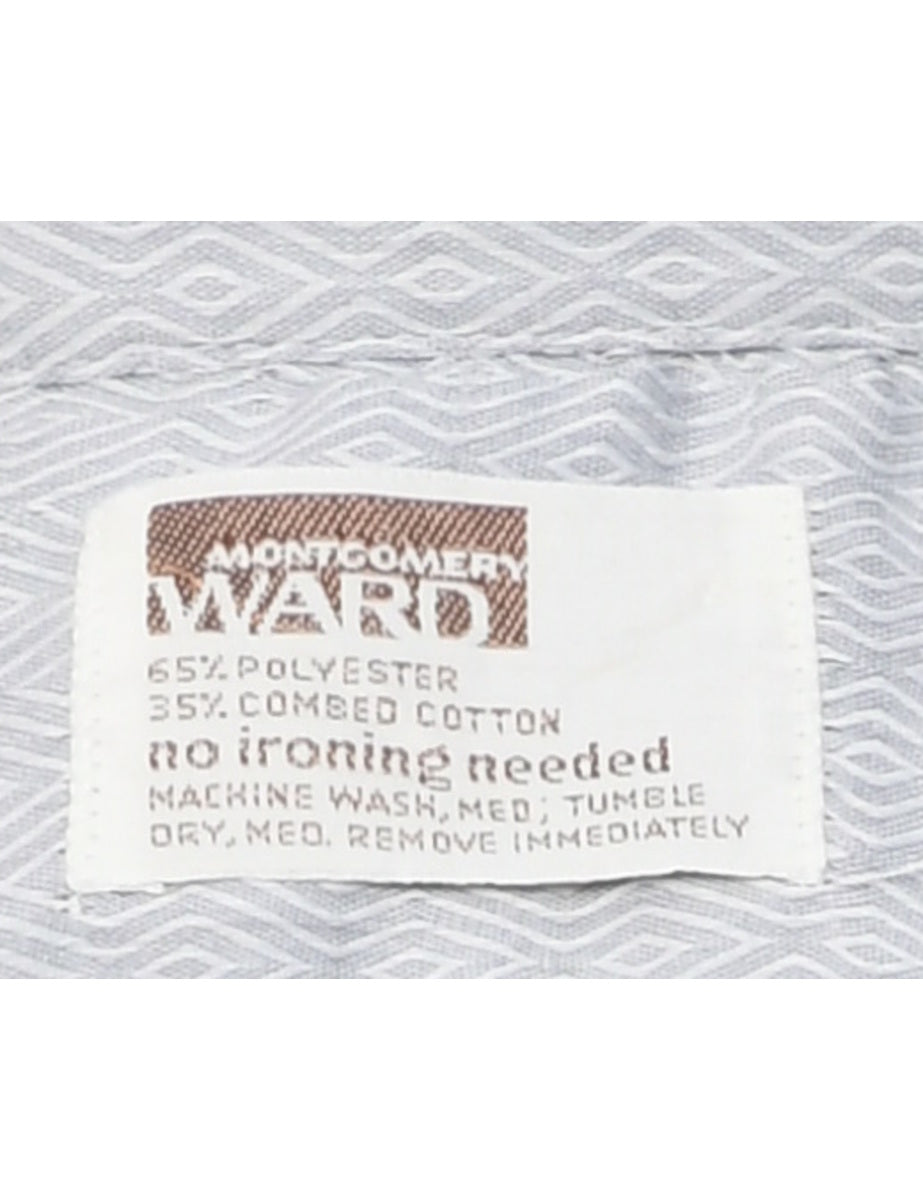 MONTGOMERY
WARD
65% POLYESTER
35% COMBED COTTON
no ironing needed
MACHINE WASH, MED; TUMBLE
DRY, MED. REMOVE IMMEDIATELY